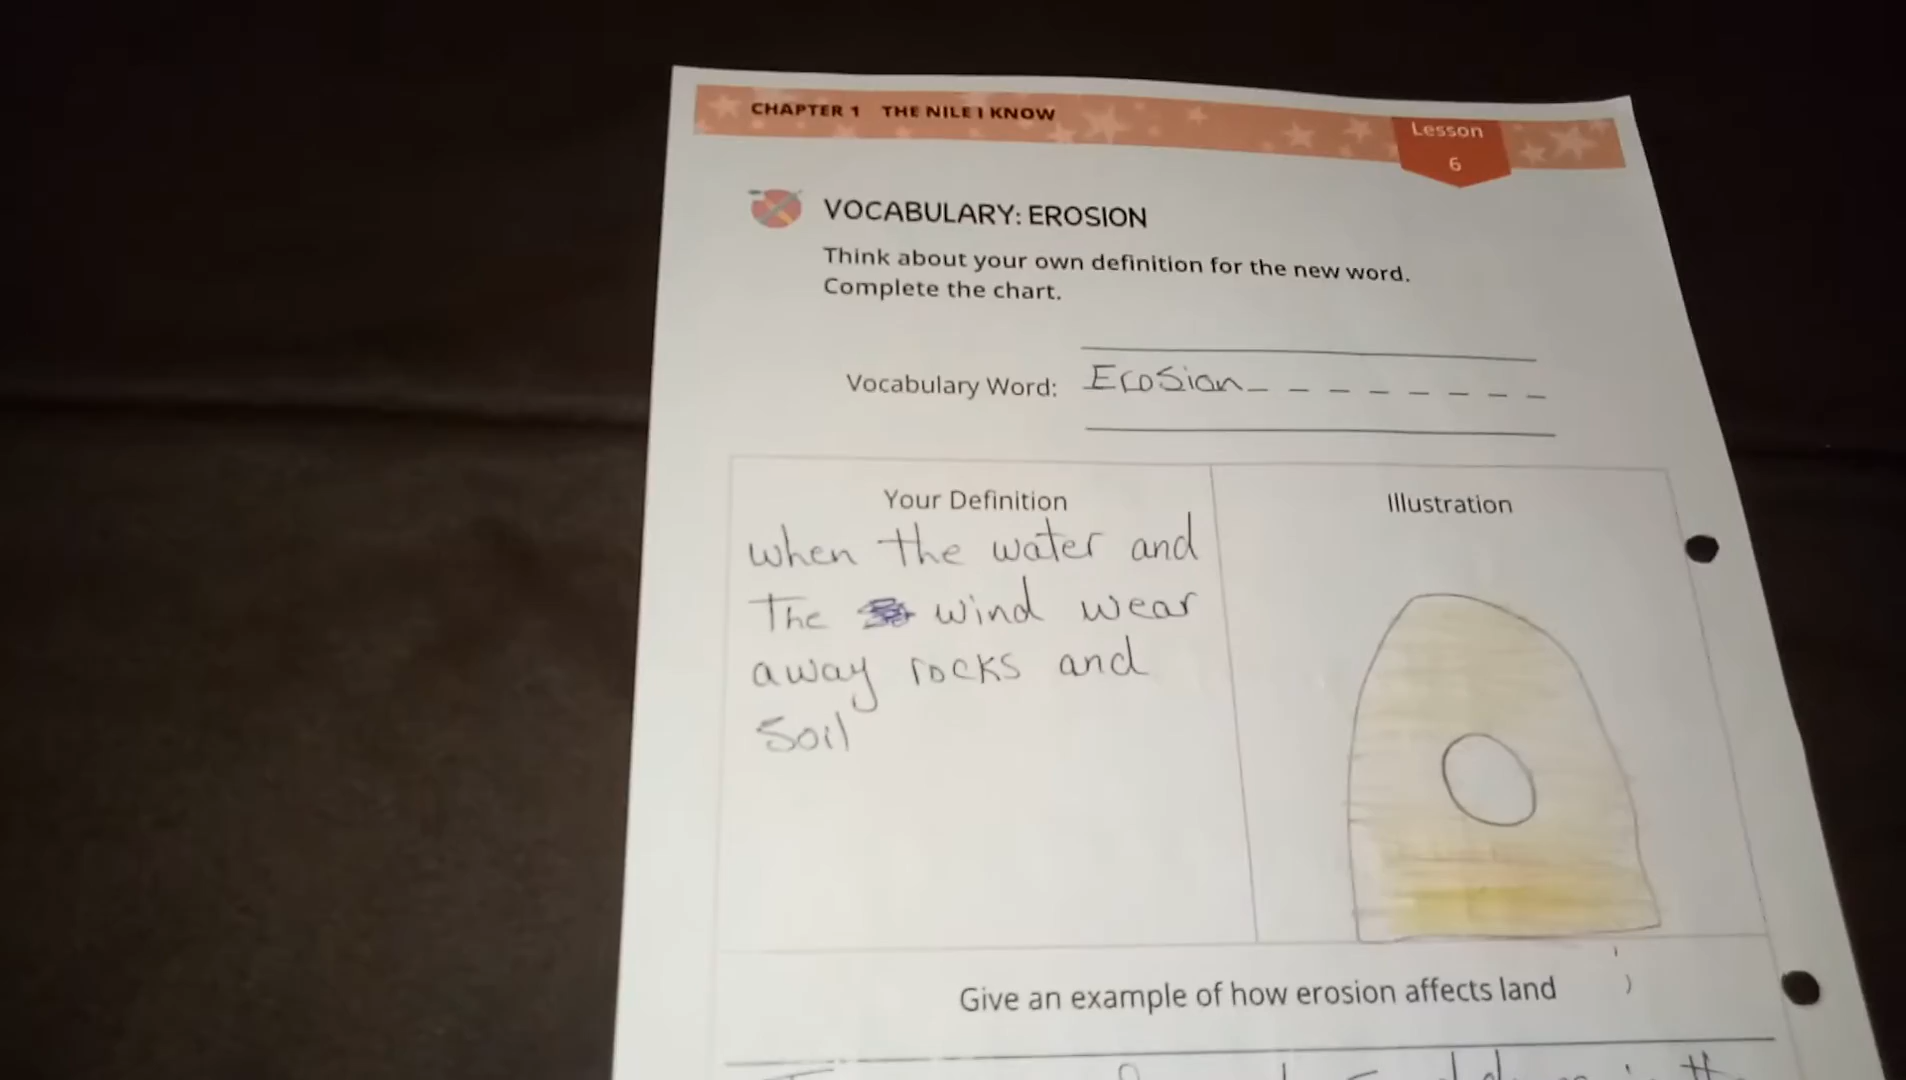 CHAPTER 1 THE NILE I KNOW
Lesson
6
VOCABULARY: EROSION
Think about your own definition for the new word.
Complete the chart.
Vocabulary Word: Erosion
Your Definition
when the water and
The wind wear
away rocks and
Soil
Illustration
Give an example of how erosion affects land